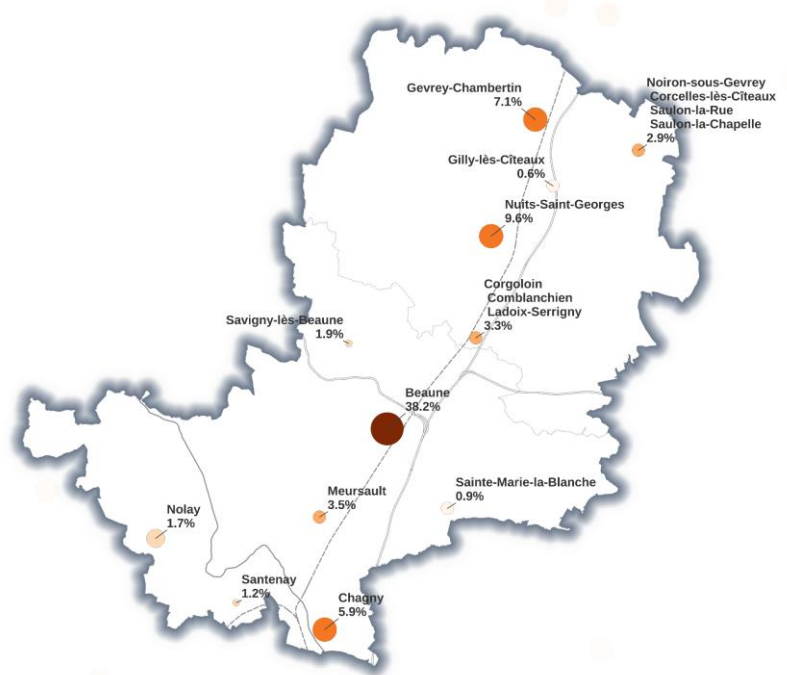 Noiron-sous-Gevrey
Corcelles-lès-Cîteaux
Saulon-la-Rue
Saulon-la-Chapelle
2.9%
Gevrey-Chambertin
7.1%
Gilly-lès-Cîteaux
0.6%
Nuits-Saint-Georges
9.6%
Corgoloin
Comblanchien
Ladoix-Serrigny
3.3%
Savigny-lès-Beaune
1.9%
Beaune
38.2%
Sainte-Marie-la-Blanche
0.9%
Meursault
3.5%
Nolay
1.7%
Santenay
1.2%
Chagny
5.9%